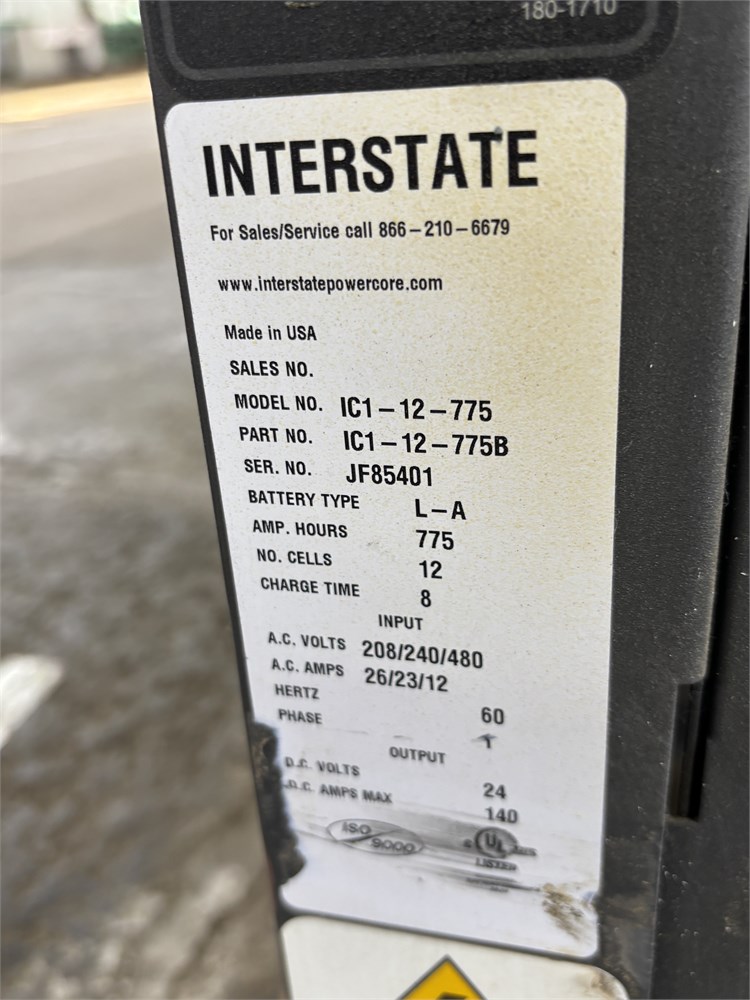 180-1710
INTERSTATE
For Sales/Service call 866-210-6679
www.interstatepowercore.com
Made in USA
SALES NO.
MODEL NO. IC1-12-775
PART NO. IC1-12-775B
SER. NO. JF85401
BATTERY TYPE L-A
AMP. HOURS 775
NO. CELLS 12
CHARGE TIME 8
INPUT
A.C. VOLTS 208/240/480
A.C. AMPS 26/23/12
HERTZ 60
PHASE 1
OUTPUT
D.C. VOLTS 24
D.C. AMPS MAX 140
ISO 9000
c UL US
LISTED